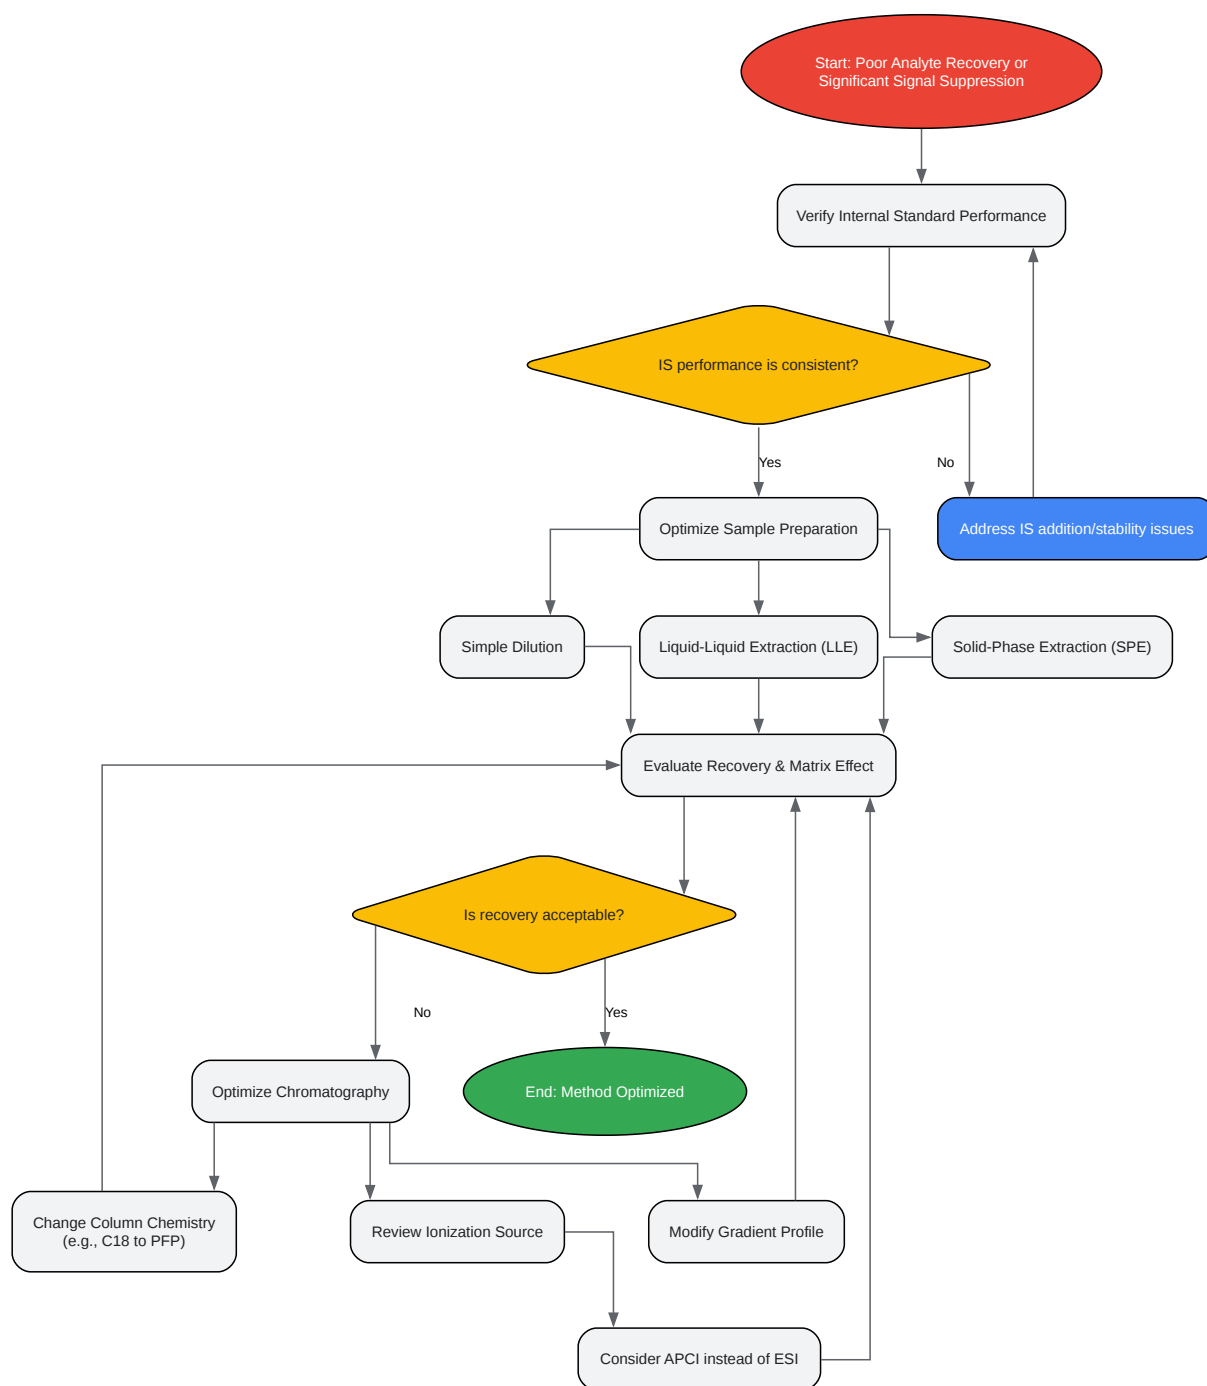 Start: Poor Analyte Recovery or
Significant Signal Suppression
Verify Internal Standard Performance
IS performance is consistent?
Yes
No
Optimize Sample Preparation
Address IS addition/stability issues
Simple Dilution
Liquid-Liquid Extraction (LLE)
Solid-Phase Extraction (SPE)
Evaluate Recovery & Matrix Effect
Is recovery acceptable?
No
Yes
Optimize Chromatography
End: Method Optimized
Change Column Chemistry
(e.g., C18 to PFP)
Review Ionization Source
Modify Gradient Profile
Consider APCI instead of ESI